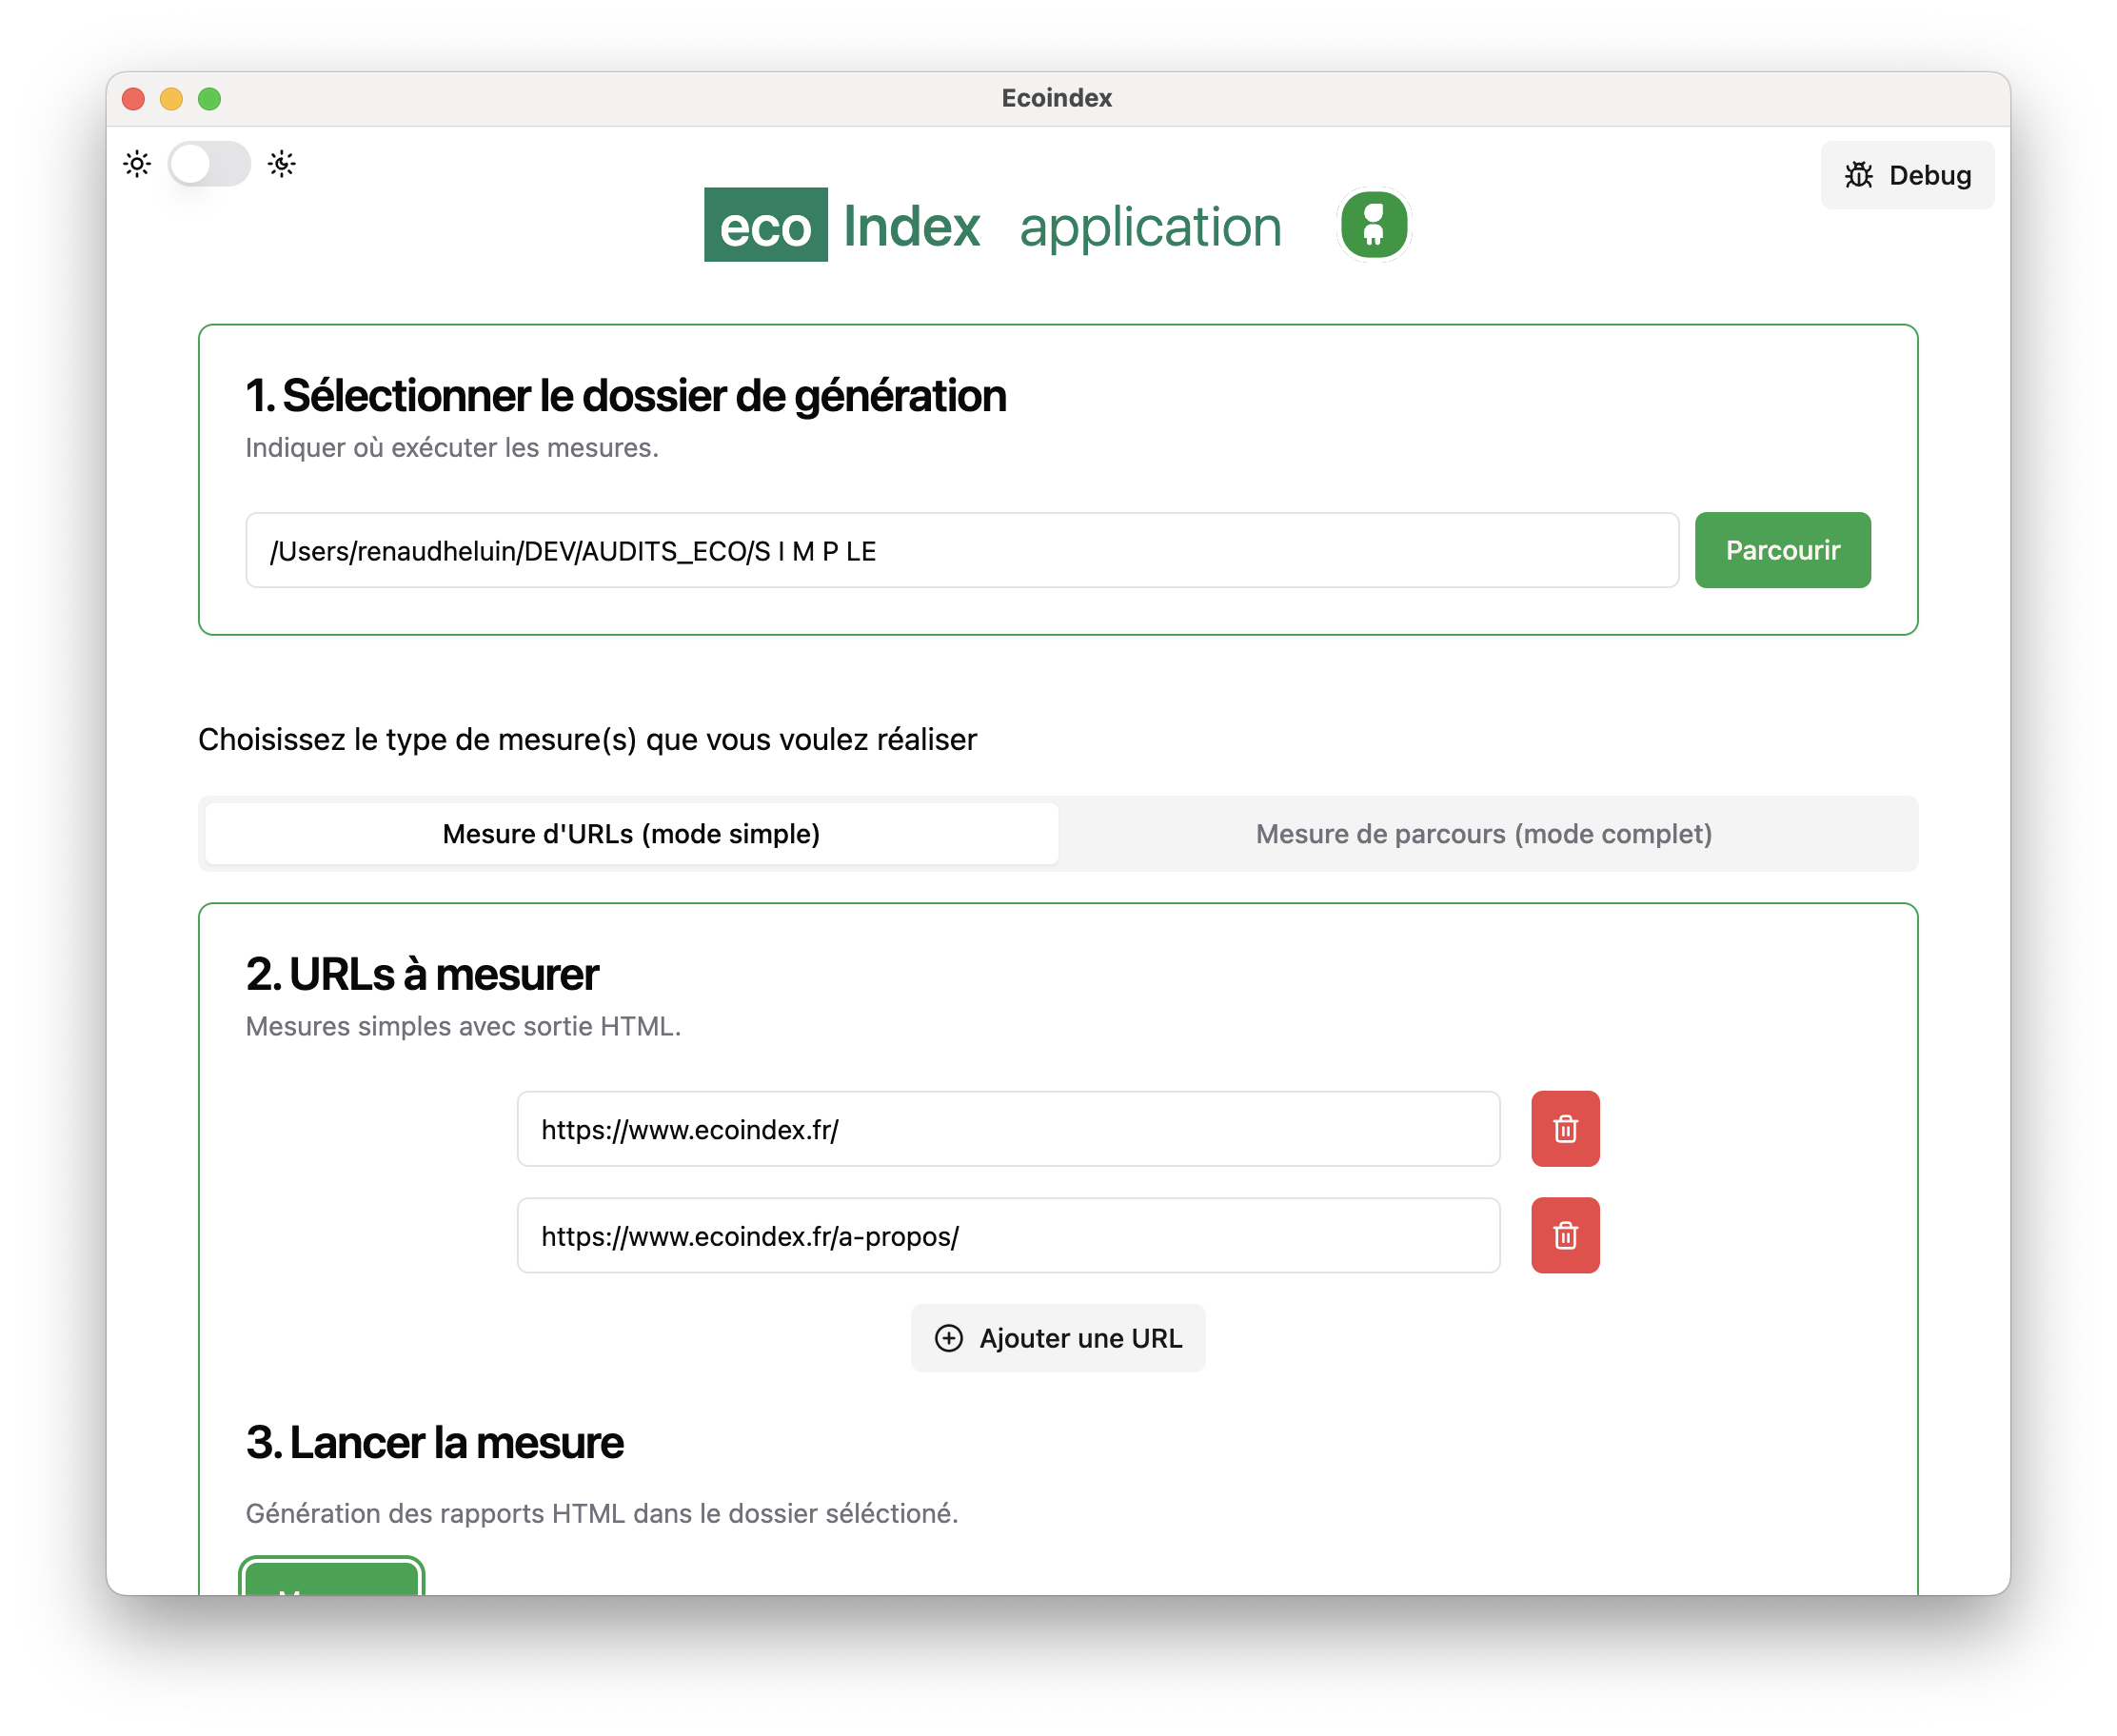 Ecoindex
Debug
eco Index application
1. Sélectionner le dossier de génération
Indiquer où exécuter les mesures.
/Users/renaudheluin/DEV/AUDITS_ECO/S I M P LE
Parcourir
Choisissez le type de mesure(s) que vous voulez réaliser
Mesure d'URLs (mode simple)
Mesure de parcours (mode complet)
2. URLs à mesurer
Mesures simples avec sortie HTML.
https://www.ecoindex.fr/
https://www.ecoindex.fr/a-propos/
Ajouter une URL
3. Lancer la mesure
Génération des rapports HTML dans le dossier séléctioné.